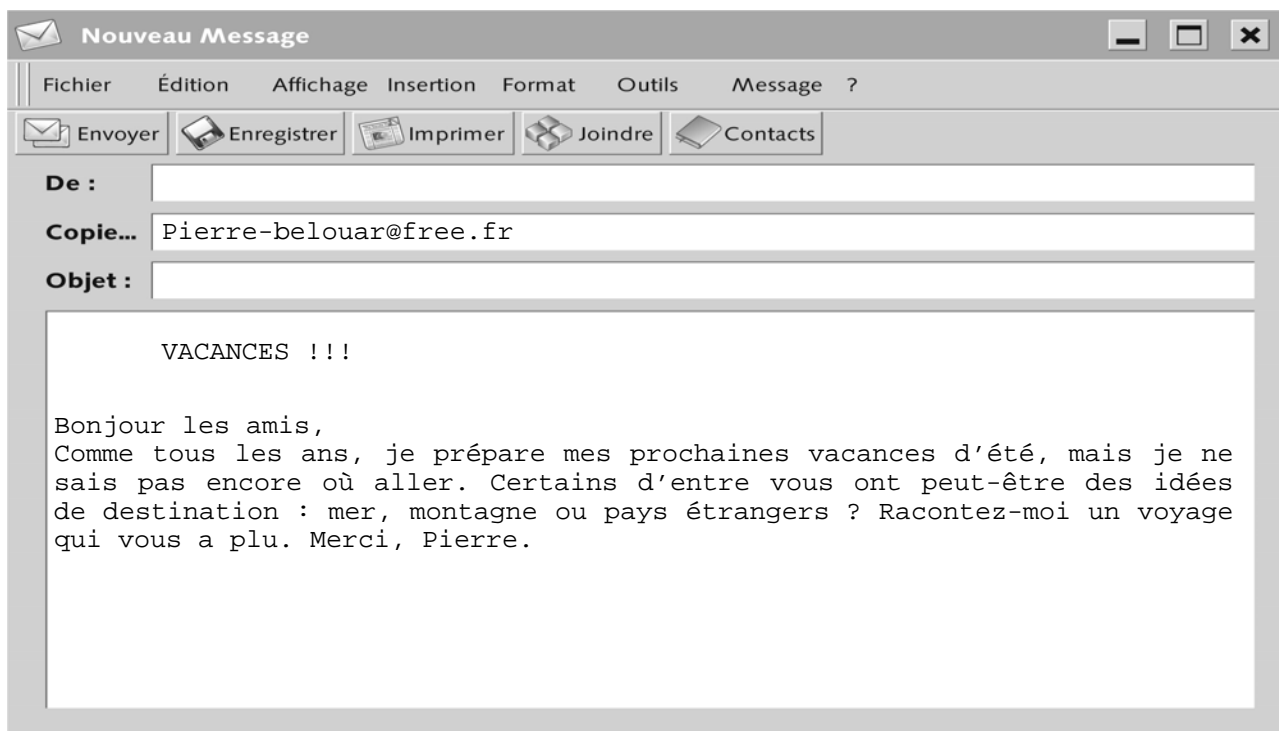 Nouveau Message
Fichier Édition Affichage Insertion Format Outils Message ?
Envoyer Enregistrer Imprimer Joindre Contacts
De :
Copie... Pierre-belouar@free.fr
Objet :
VACANCES !!!
Bonjour les amis,
Comme tous les ans, je prépare mes prochaines vacances d'été, mais je ne
sais pas encore où aller. Certains d'entre vous ont peut-être des idées
de destination : mer, montagne ou pays étrangers ? Racontez-moi un voyage
qui vous a plu. Merci, Pierre.